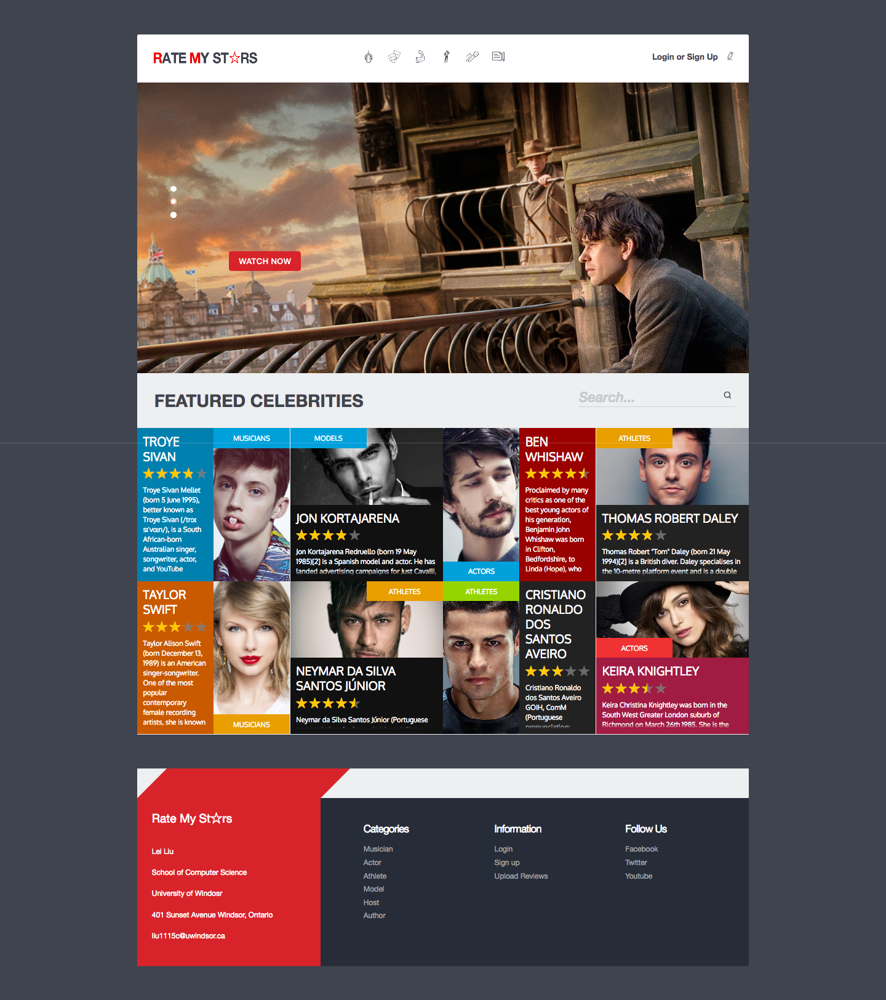 RATE MY ST☆RS
Login or Sign Up
WATCH NOW
FEATURED CELEBRITIES
Search...
TROYE
SIVAN
Troye Sivan Mellet
(born 5 June 1995),
better known as
Troye Sivan (/trɔɪ
sɪˈvɑːn/), is a South
African-born
Australian singer,
songwriter, actor,
and YouTube
MUSICIANS
MODELS
JON KORTAJARENA
Jon Kortajarena Redruello (born 19 May
1985)[2] is a Spanish model and actor. He has
landed advertising campaigns for Just Cavalli,
ACTORS
BEN
WHISHAW
Proclaimed by many
critics as one of the
best young actors of
his generation,
Benjamin John
Whishaw was born
in Clifton,
Bedfordshire, to
Linda (Hope), who
ATHLETES
THOMAS ROBERT DALEY
Thomas Robert "Tom" Daley (born 21 May
1994)[2] is a British diver. Daley specialises in
the 10-metre platform event and is a double
TAYLOR
SWIFT
Taylor Alison Swift
(born December 13,
1989) is an American
singer-songwriter.
One of the most
popular
contemporary
female recording
artists, she is known
MUSICIANS
ATHLETES
NEYMAR DA SILVA
SANTOS JÚNIOR
Neymar da Silva Santos Júnior (Portuguese
ATHLETES
CRISTIANO
RONALDO
DOS
SANTOS
AVEIRO
Cristiano Ronaldo
dos Santos Aveiro
GOIH, ComM
(Portuguese
pronunciation:
ACTORS
KEIRA KNIGHTLEY
Keira Christina Knightley was born in the
South West Greater London suburb of
Richmond on March 26th 1985. She is the
Rate My St☆rs
Lei Liu
School of Computer Science
University of Windosr
401 Sunset Avenue Windsor, Ontario
liu1115c@uwindsor.ca
Categories
Musician
Actor
Athlete
Model
Host
Author
Information
Login
Sign up
Upload Reviews
Follow Us
Facebook
Twitter
Youtube